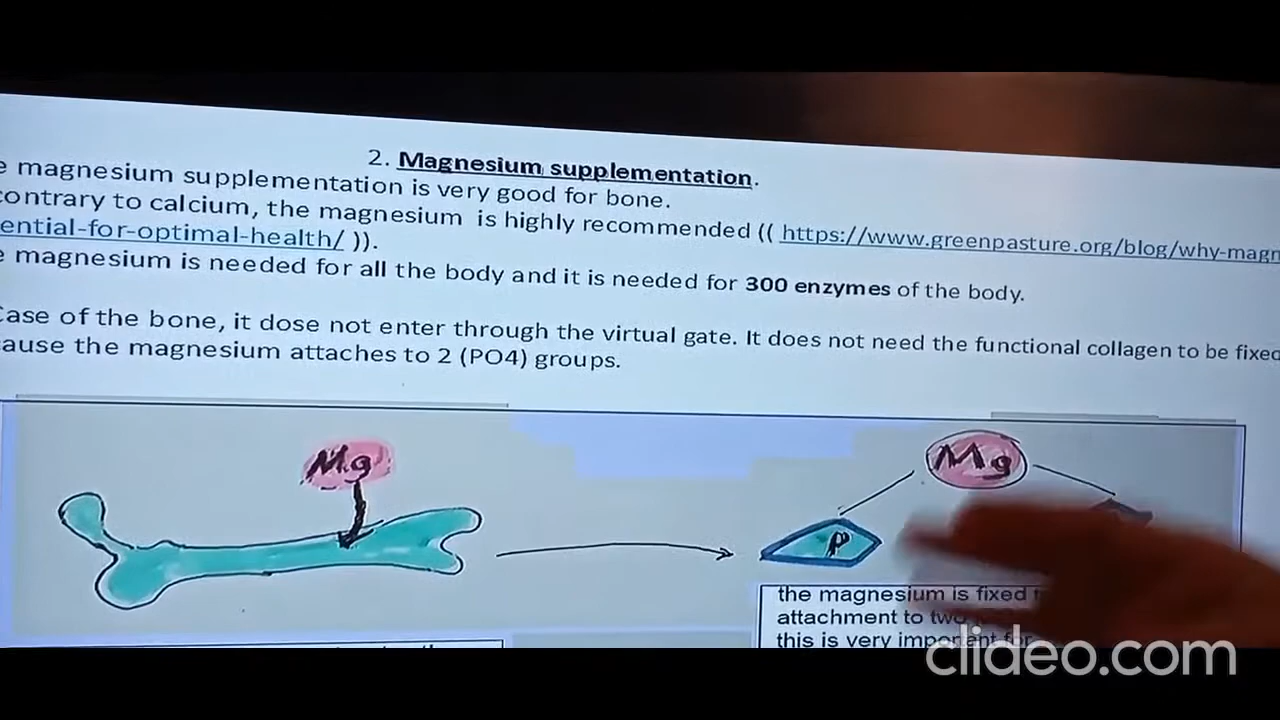 2. Magnesium supplementation.
e magnesium supplementation is very good for bone.
contrary to calcium, the magnesium is highly recommended (( https://www.greenpasture.org/blog/why-magn
ential-for-optimal-health/ )).
e magnesium is needed for all the body and it is needed for 300 enzymes of the body.
Case of the bone, it dose not enter through the virtual gate. It does not need the functional collagen to be fixed
cause the magnesium attaches to 2 (PO4) groups.
Mg
Mg
P
the magnesium is fixed
attachment to two
this is very important for
clideo.com